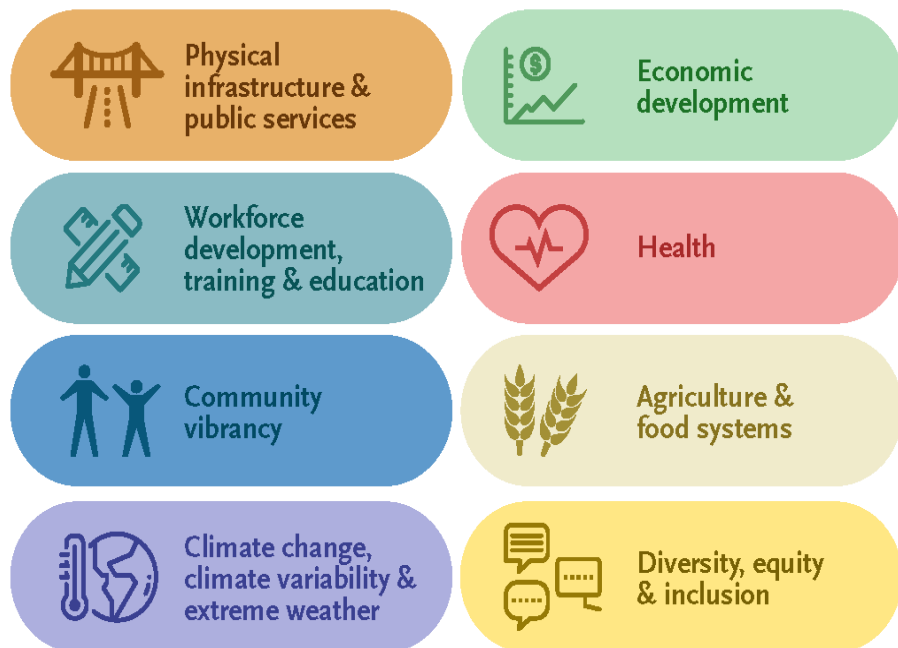 Physical
infrastructure &
public services
Economic
development
Workforce
development,
training & education
Health
Community
vibrancy
Agriculture &
food systems
Climate change,
climate variability &
extreme weather
Diversity, equity
& inclusion